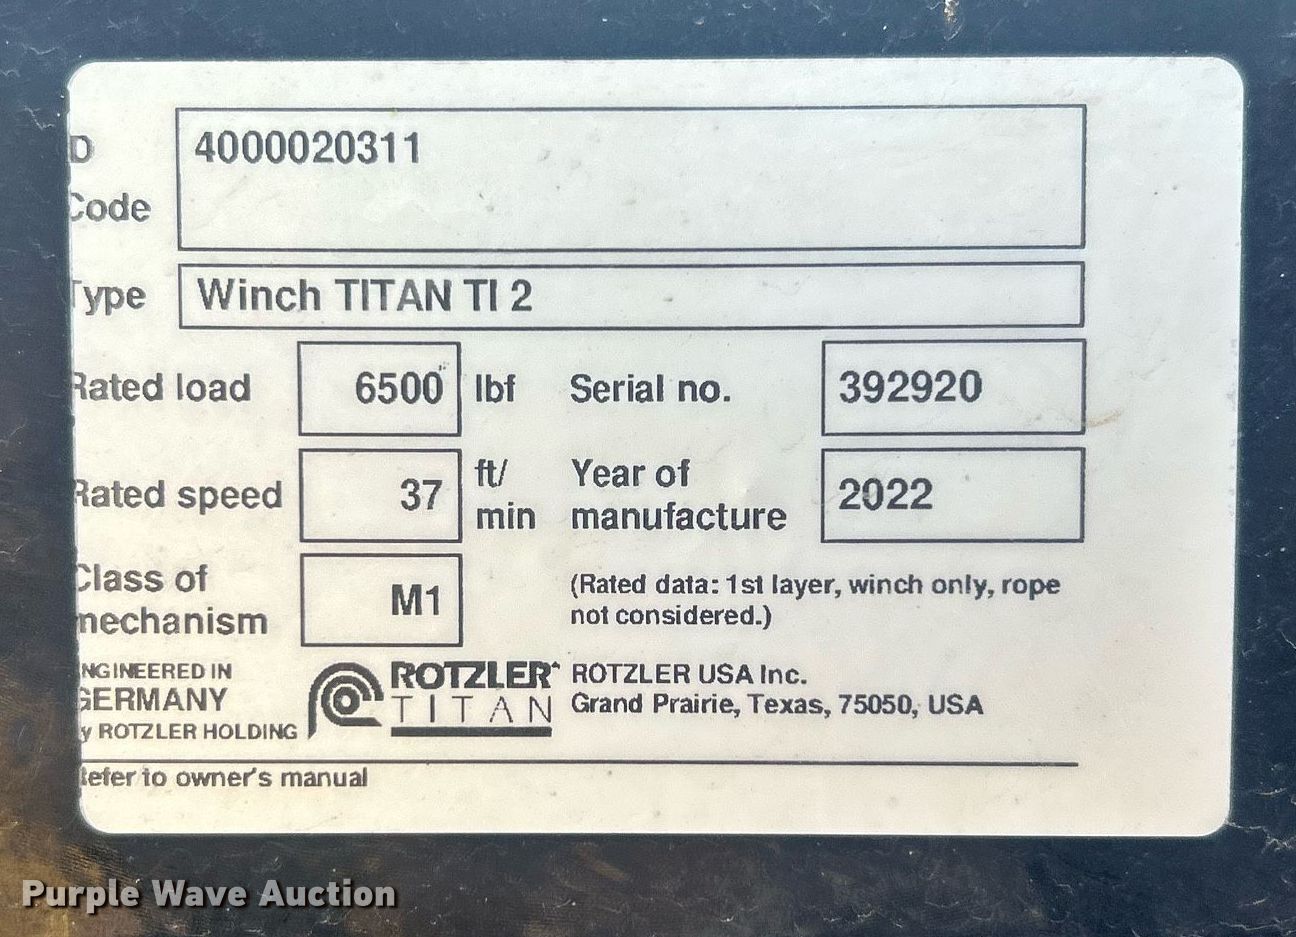 D 4000020311
Code
Type Winch TITAN TI 2
Rated load 6500 lbf Serial no. 392920
Rated speed 37 ft/min Year of manufacture 2022
Class of mechanism M1 (Rated data: 1st layer, winch only, rope
not considered.)
ENGINEERED IN
GERMANY
by ROTZLER HOLDING
ROTZLER
TITAN
ROTZLER USA Inc.
Grand Prairie, Texas, 75050, USA
Refer to owner's manual
Purple Wave Auction